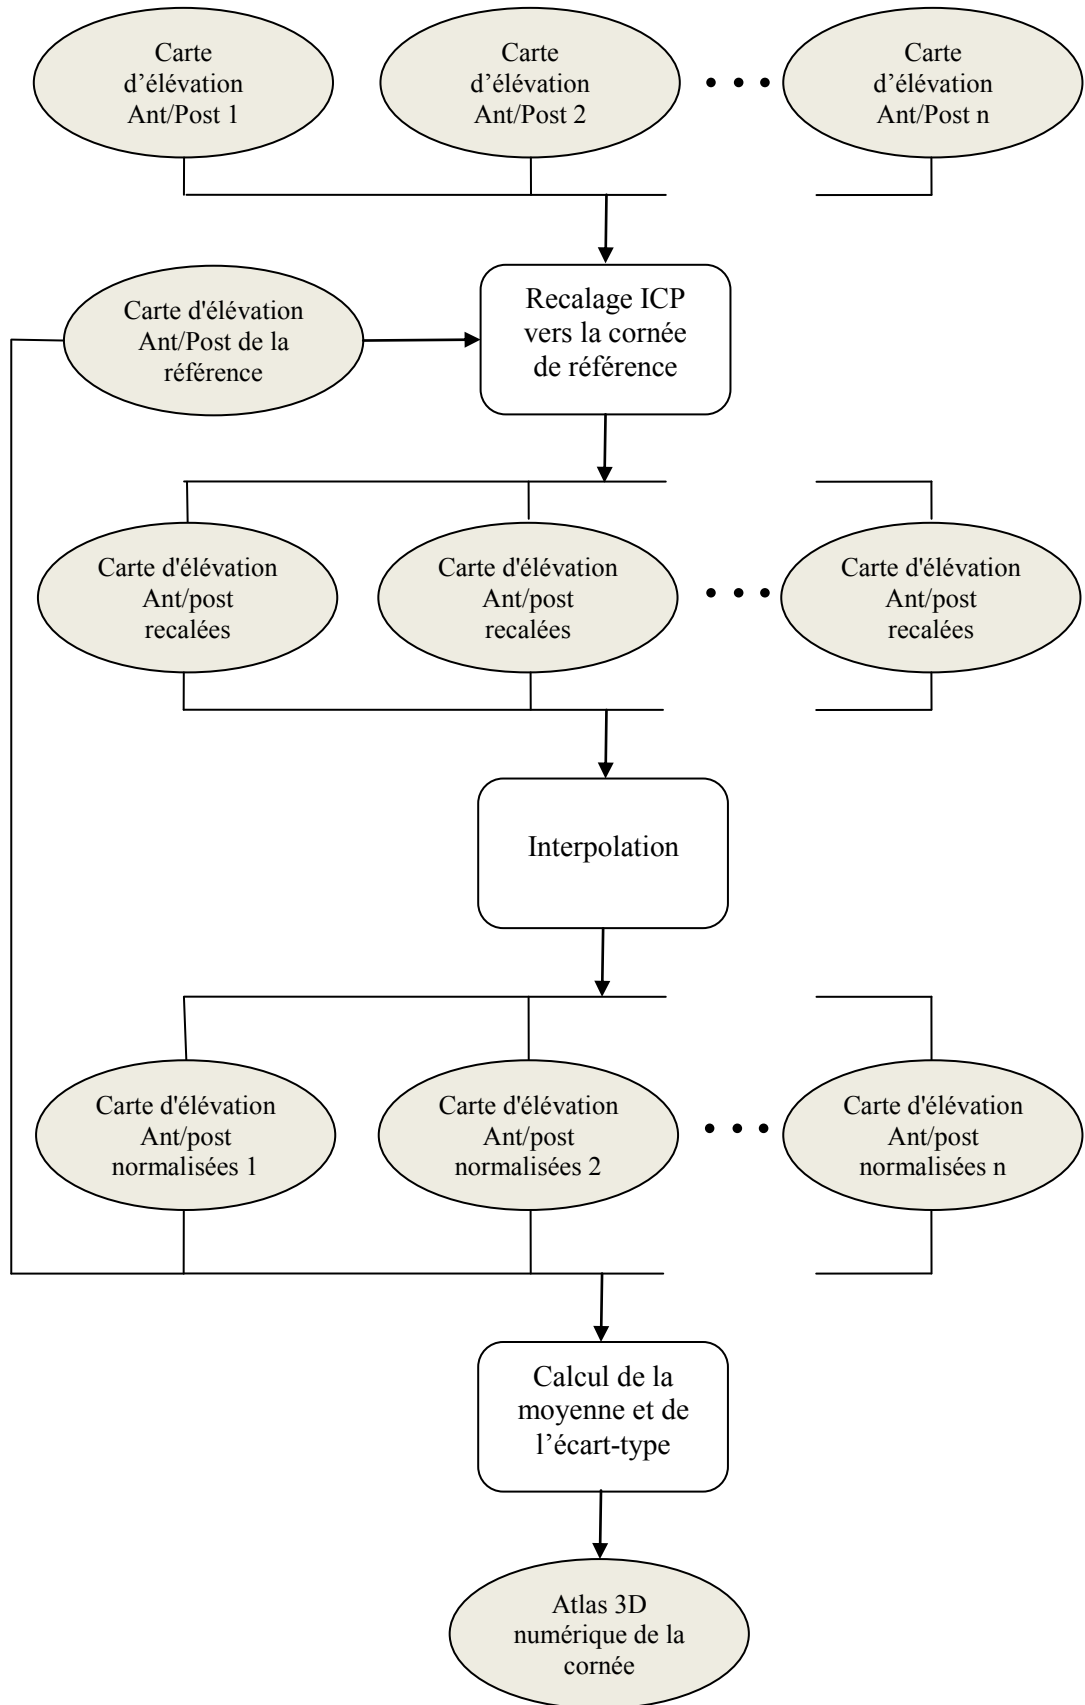 Carte
d’élévation
Ant/Post 1
Carte
d’élévation
Ant/Post 2
Carte
d’élévation
Ant/Post n
Carte d'élévation
Ant/Post de la
référence
Recalage ICP
vers la cornée
de référence
Carte d'élévation
Ant/post
recalées
Carte d'élévation
Ant/post
recalées
Carte d'élévation
Ant/post
recalées
Interpolation
Carte d'élévation
Ant/post
normalisées 1
Carte d'élévation
Ant/post
normalisées 2
Carte d'élévation
Ant/post
normalisées n
Calcul de la
moyenne et de
l’écart-type
Atlas 3D
numérique de la
cornée